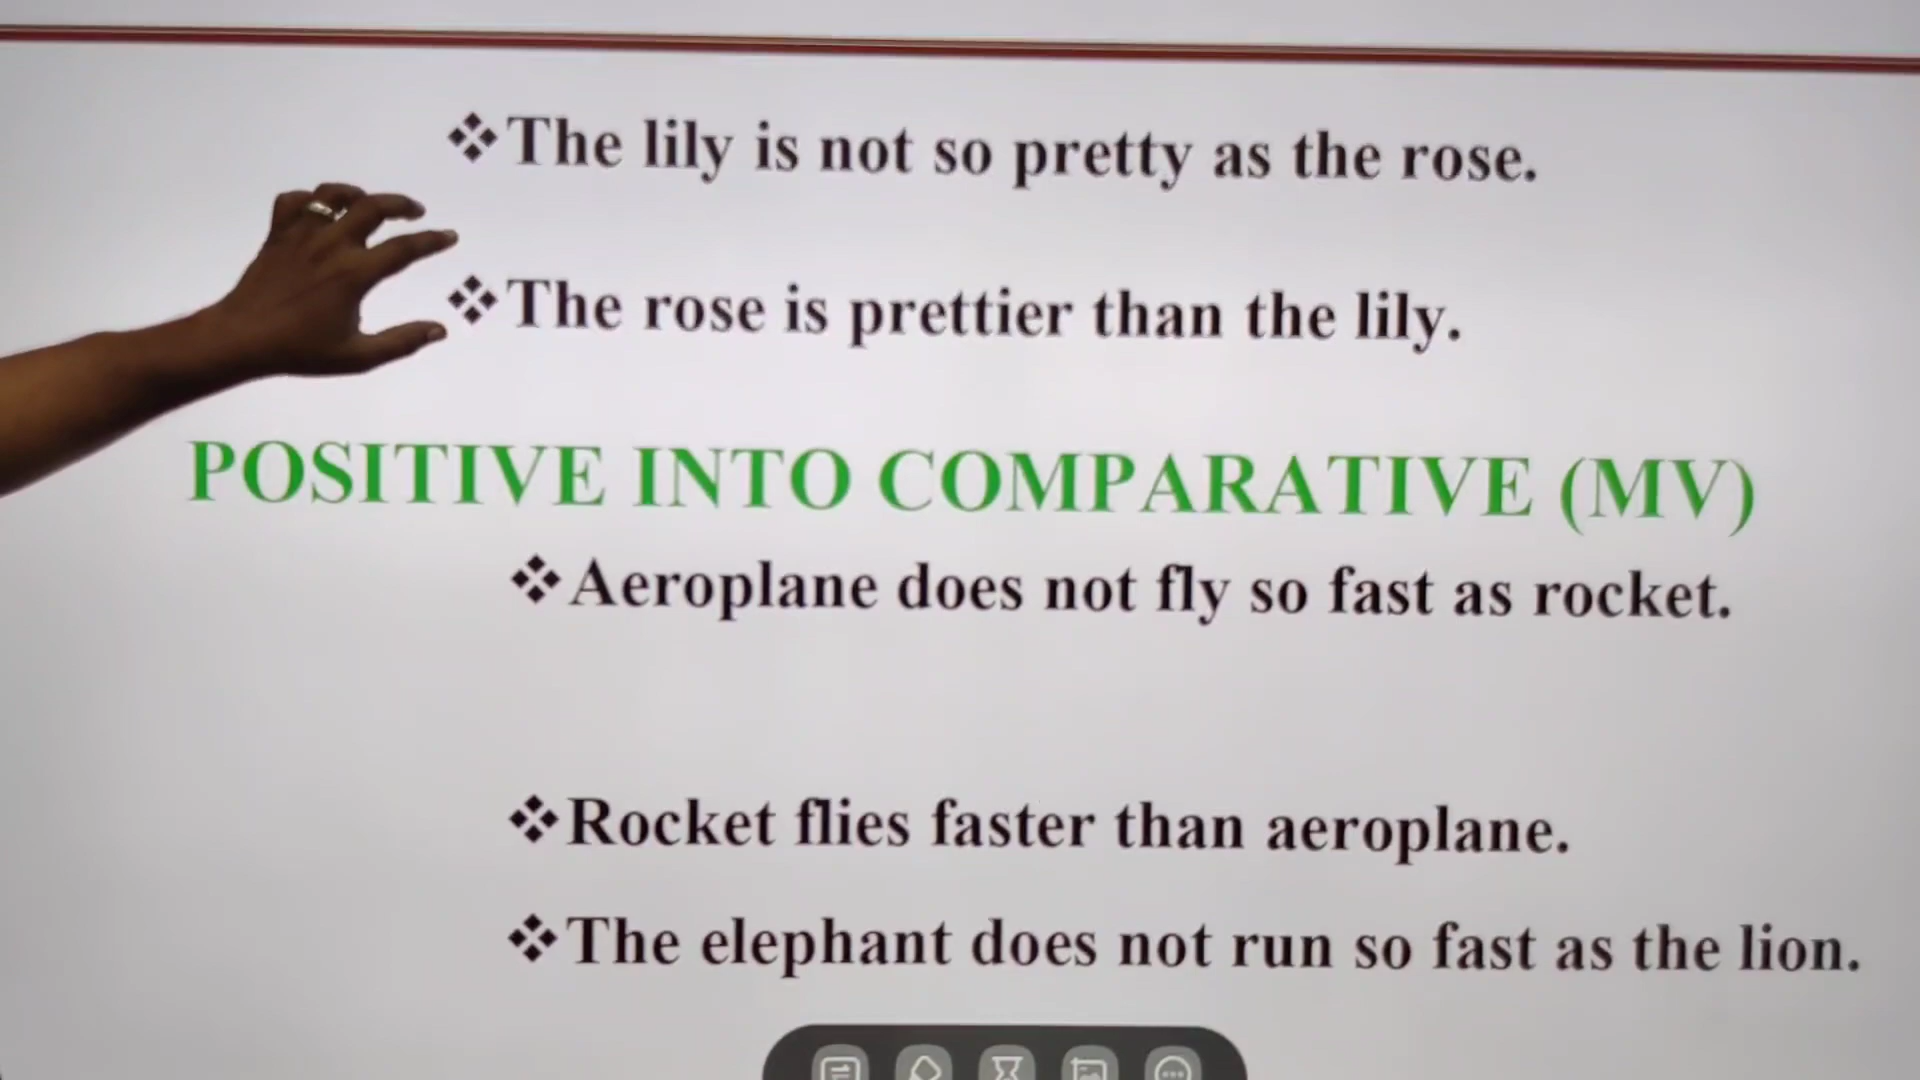 ❖The lily is not so pretty as the rose.
❖The rose is prettier than the lily.
POSITIVE INTO COMPARATIVE (MV)
❖Aeroplane does not fly so fast as rocket.
❖Rocket flies faster than aeroplane.
❖The elephant does not run so fast as the lion.